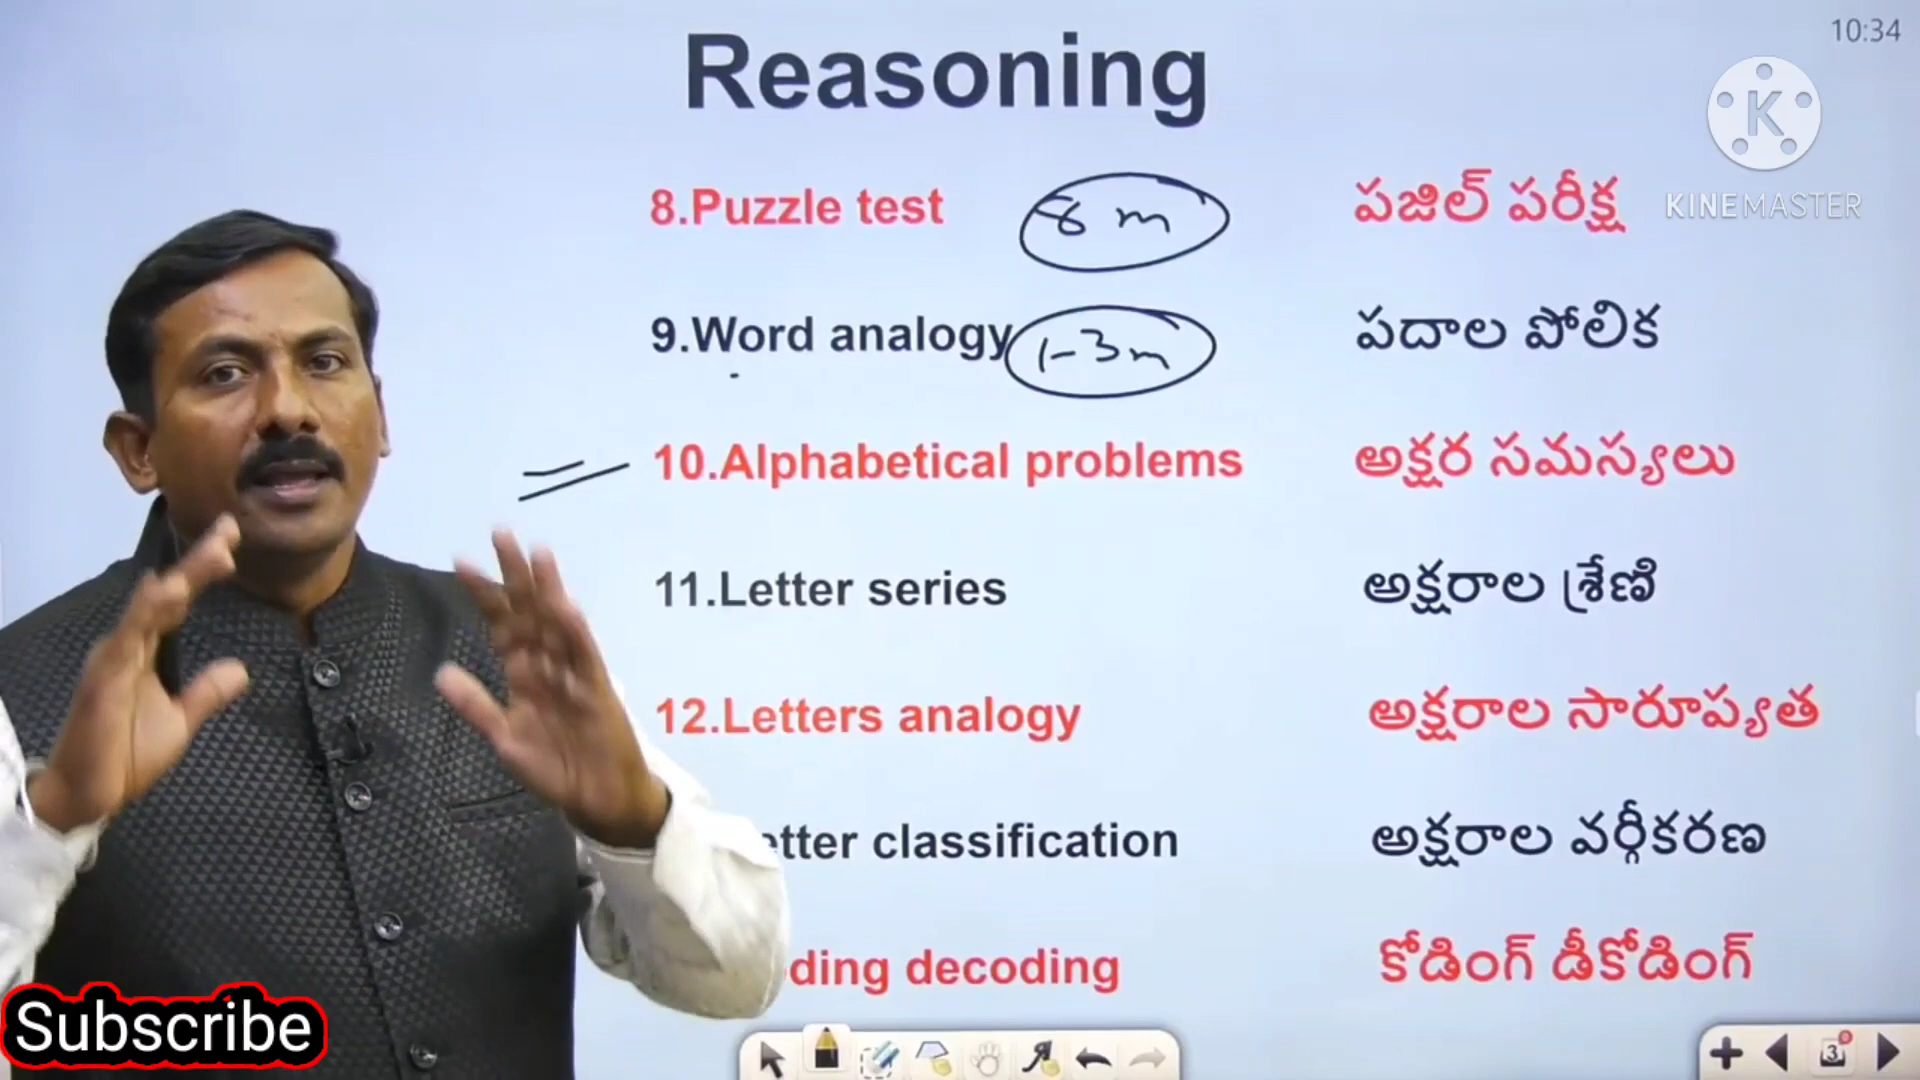 10:34
Reasoning
K
KINEMASTER
8.Puzzle test 8 m పజిల్ పరీక్ష
9.Word analogy 1-3m పదాల పోలిక
10.Alphabetical problems అక్షర సమస్యలు
11.Letter series అక్షరాల శ్రేణి
12.Letters analogy అక్షరాల సారూప్యత
etter classification అక్షరాల వర్గీకరణ
ding decoding కోడింగ్ డీకోడింగ్
Subscribe
3